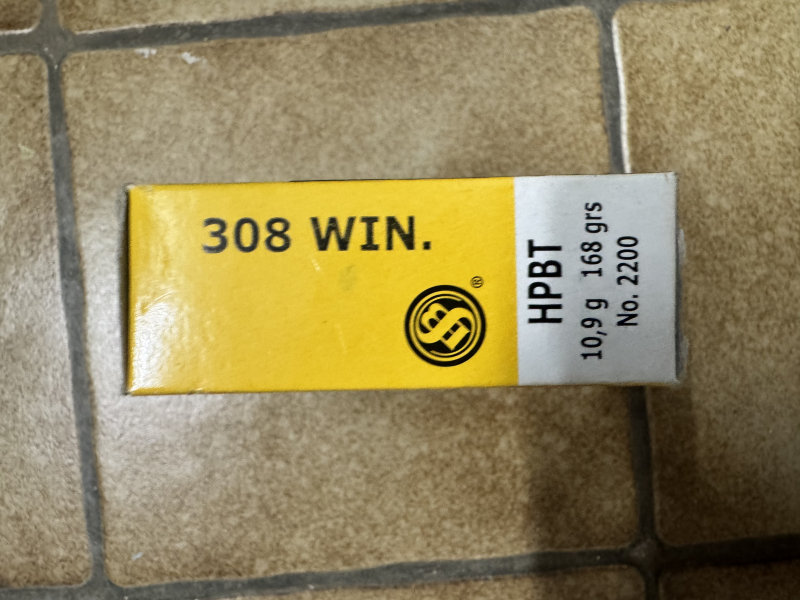 308 WIN.
®
HPBT
10,9 g 168 grs
No. 2200